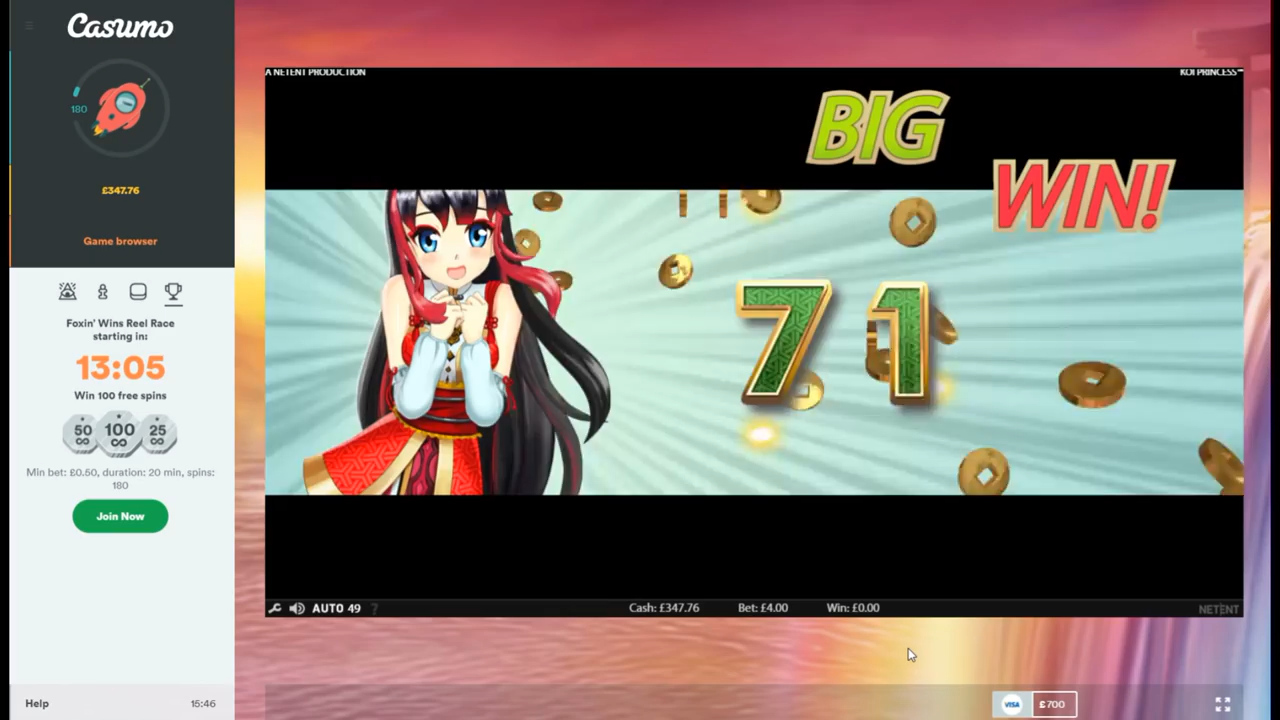 Casumo
180
£347.76
Game browser
Foxin' Wins Reel Race
starting in:
13:05
Win 100 free spins
50 100 25
Min bet: £0.50, duration: 20 min, spins:
180
Join Now
Help 15:46
A NETENT PRODUCTION KOI PRINCESS™
BIG
WIN!
71
AUTO 49 ? Cash: £347.76 Bet: £4.00 Win: £0.00 NETENT
VISA £700